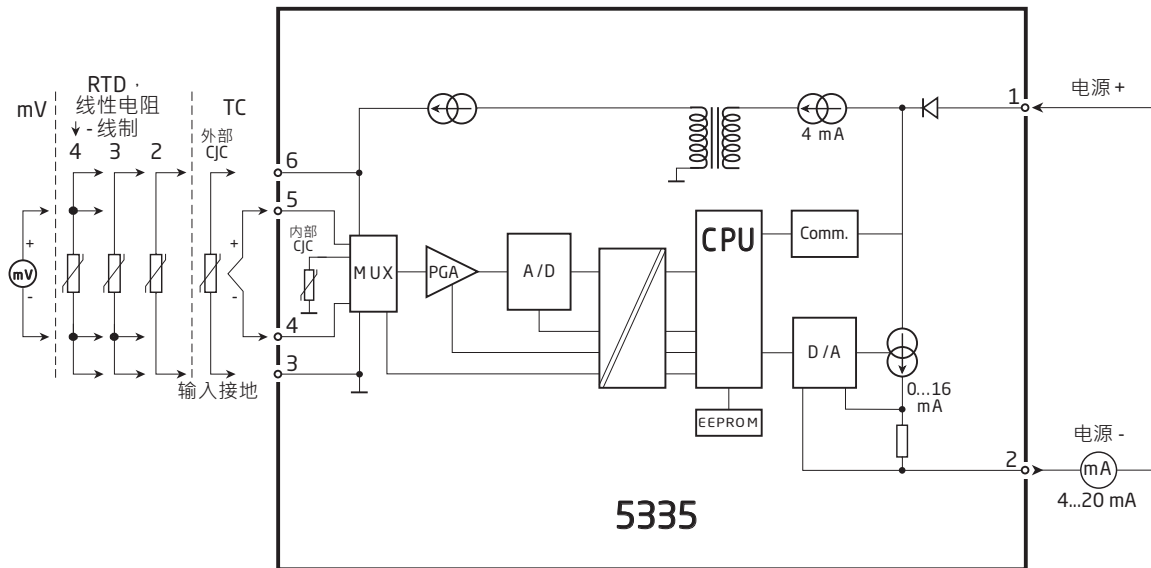 RTD ,
线性电阻
↓ - 线制
mV
TC
4
3
2
外部
CJC
+
mV
-
+
-
输入接地
6
5
4
3
内部
CJC
MUX
PGA
A/D
CPU
Comm.
4 mA
D/A
0...16
mA
EEPROM
1
电源 +
2
电源 -
mA
4...20 mA
5335